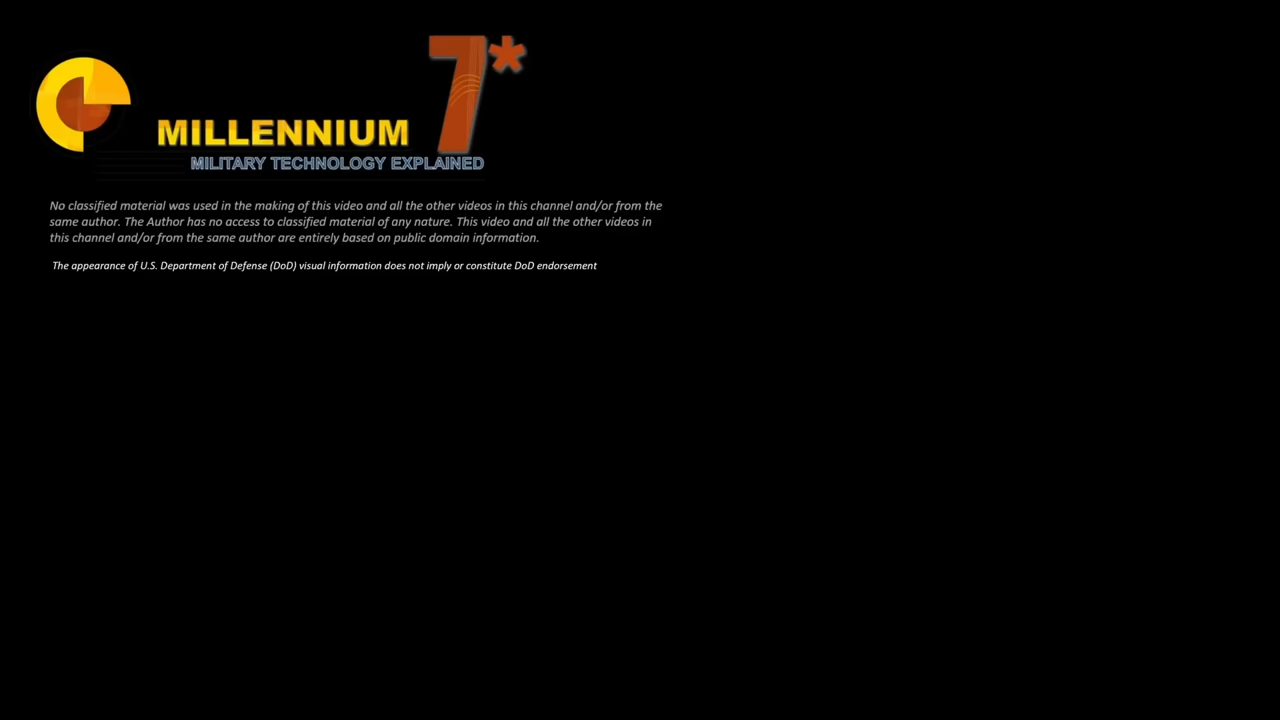 7*
MILLENNIUM
MILITARY TECHNOLOGY EXPLAINED
No classified material was used in the making of this video and all the other videos in this channel and/or from the
same author. The Author has no access to classified material of any nature. This video and all the other videos in
this channel and/or from the same author are entirely based on public domain information.
The appearance of U.S. Department of Defense (DoD) visual information does not imply or constitute DoD endorsement